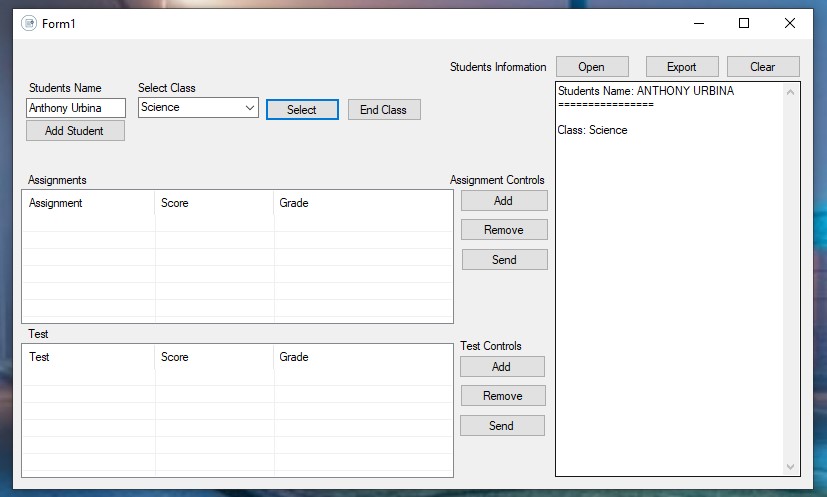 Form1
Students Information
Open
Export
Clear
Students Name
Select Class
Anthony Urbina
Science
Select
End Class
Add Student
Students Name: ANTHONY URBINA
================
Class: Science
Assignments
Assignment Controls
Assignment
Score
Grade
Add
Remove
Send
Test
Test Controls
Test
Score
Grade
Add
Remove
Send